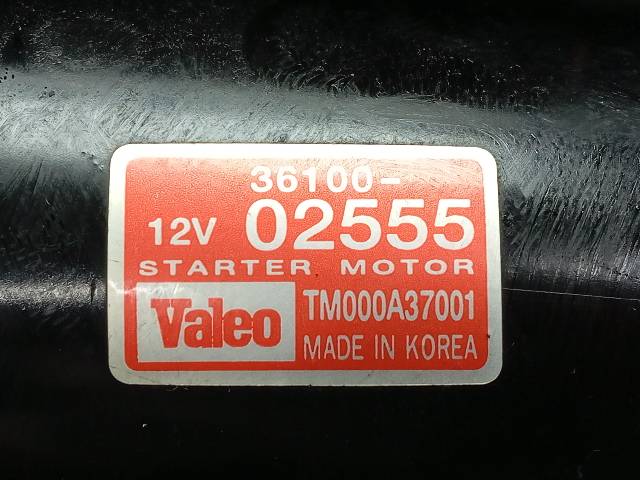 36100-
12V 02555
STARTER MOTOR
Valeo TM000A37001
MADE IN KOREA